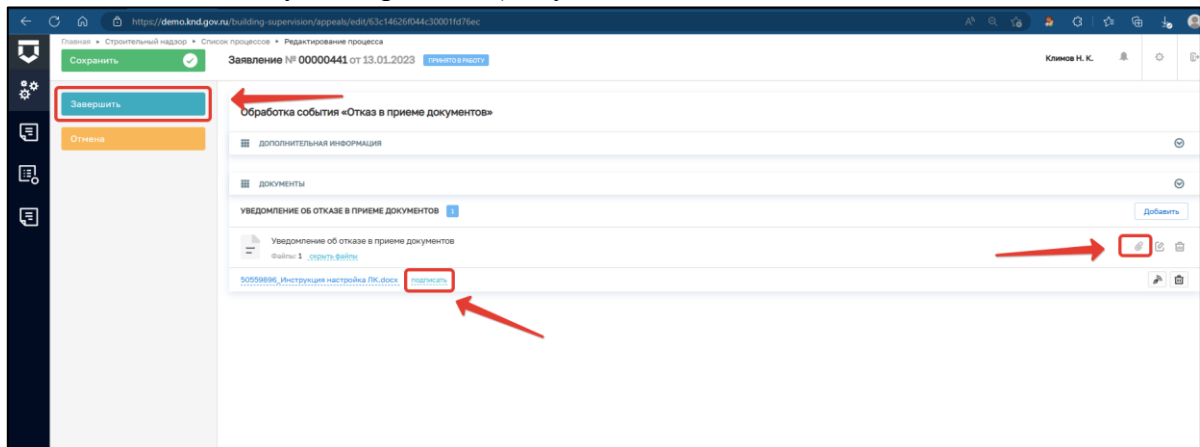 https://demo.knd.gov.ru/building-supervision/appeals/edit/63c14626f044c30001fd76ec
Главная ▸ Строительный надзор ▸ Список процессов ▸ Редактирование процесса
Сохранить
Заявление № 00000441 от 13.01.2023 ПРИНЯТО В РАБОТУ
Климов Н. К.
Завершить
Обработка события «Отказ в приеме документов»
Отмена
ДОПОЛНИТЕЛЬНАЯ ИНФОРМАЦИЯ
ДОКУМЕНТЫ
УВЕДОМЛЕНИЕ ОБ ОТКАЗЕ В ПРИЕМЕ ДОКУМЕНТОВ 1
Добавить
Уведомление об отказе в приеме документов
Файлы: 1 скрыть файлы
50559896_Инструкция настройка ЛК.docx подписать